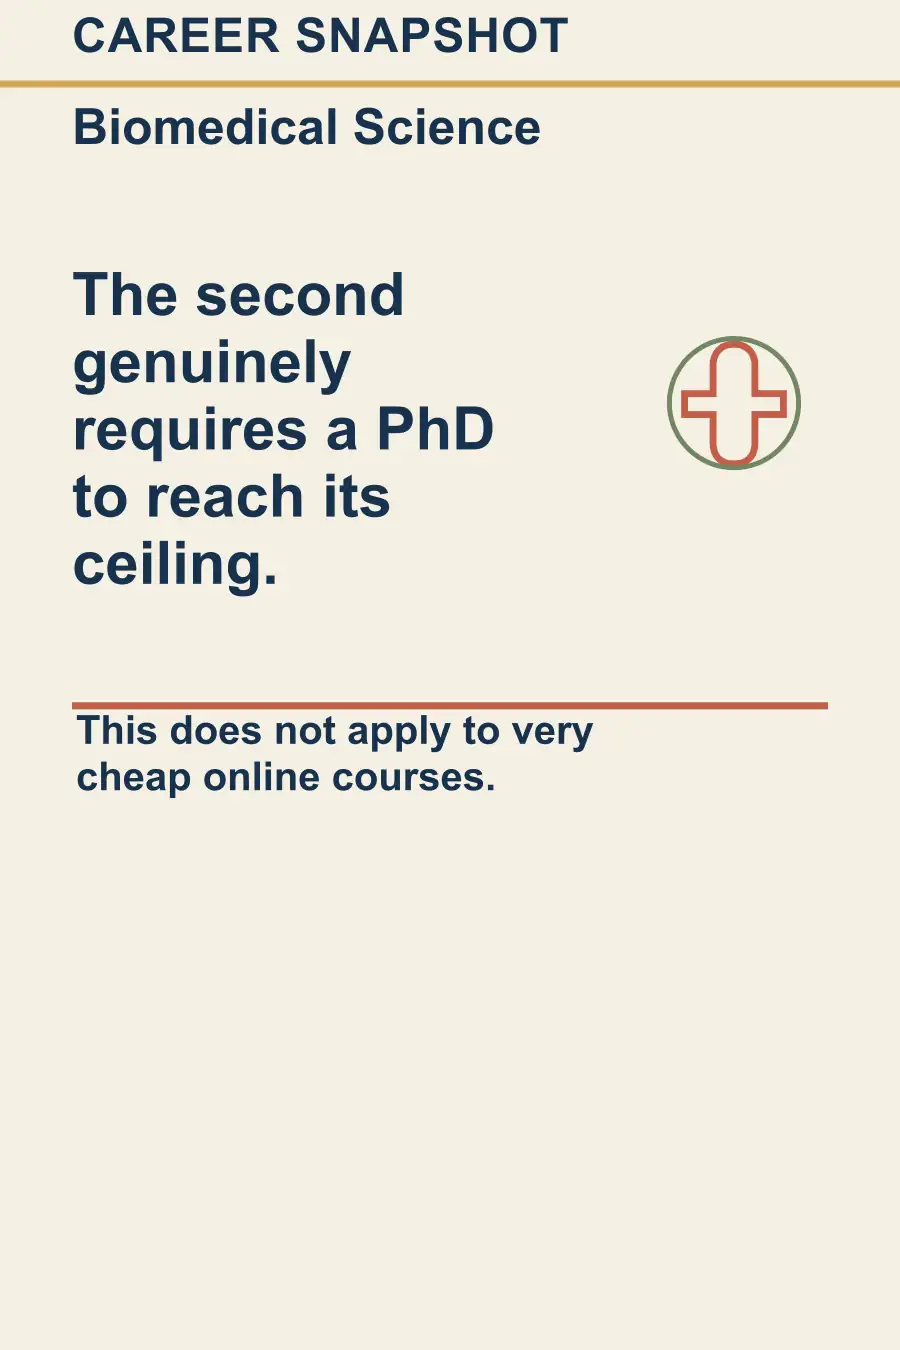 CAREER SNAPSHOT
Biomedical Science
The second
genuinely
requires a PhD
to reach its
ceiling.
This does not apply to very
cheap online courses.